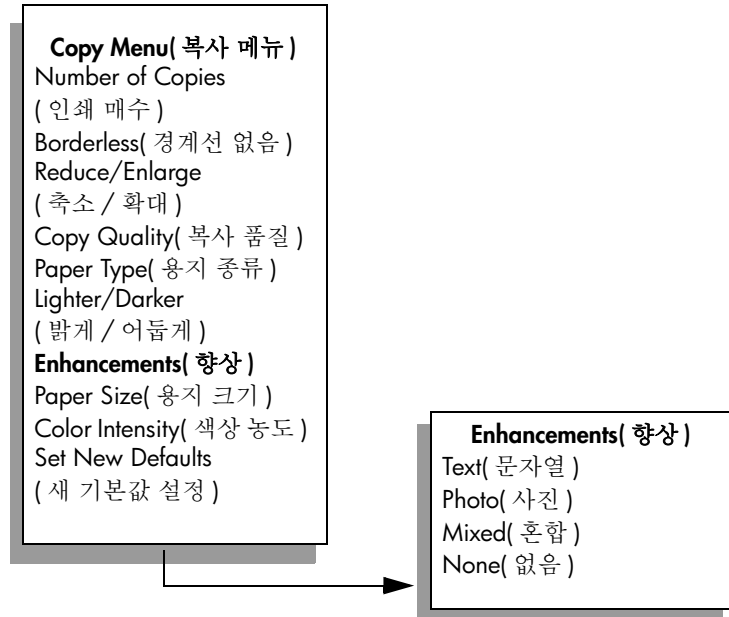 Copy Menu( 복사 메뉴 )
Number of Copies
( 인쇄 매수 )
Borderless( 경계선 없음 )
Reduce/Enlarge
( 축소 / 확대 )
Copy Quality( 복사 품질 )
Paper Type( 용지 종류 )
Lighter/Darker
( 밝게 / 어둡게 )
Enhancements( 향상 )
Paper Size( 용지 크기 )
Color Intensity( 색상 농도 )
Set New Defaults
( 새 기본값 설정 )
Enhancements( 향상 )
Text( 문자열 )
Photo( 사진 )
Mixed( 혼합 )
None( 없음 )